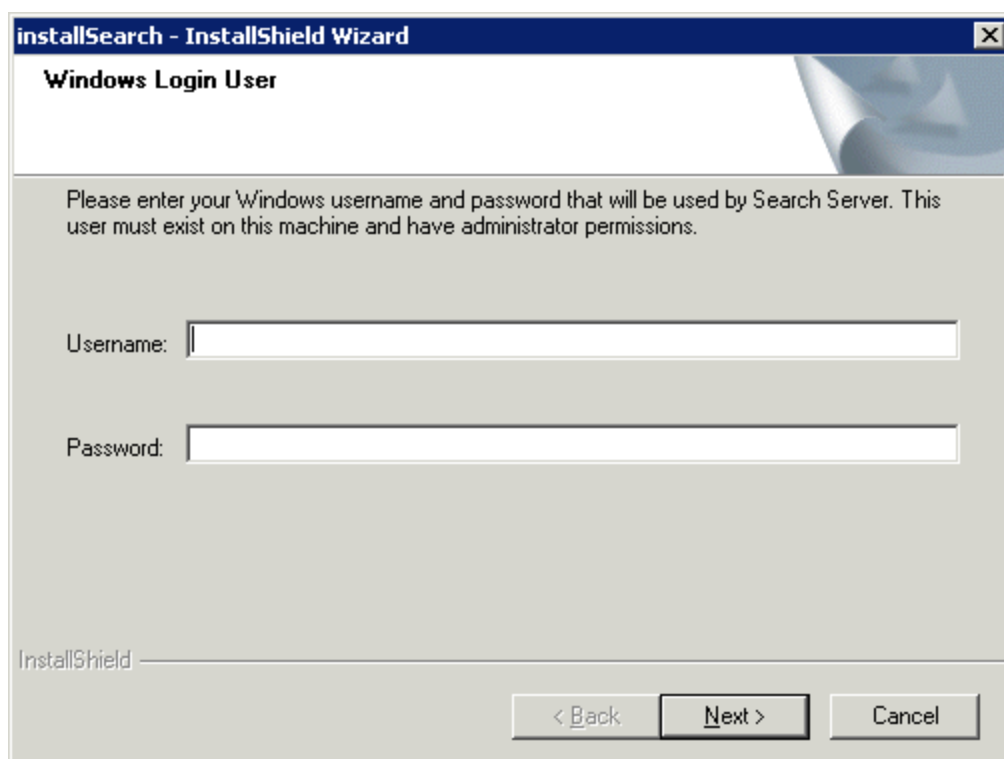 installSearch - InstallShield Wizard
Windows Login User
Please enter your Windows username and password that will be used by Search Server. This
user must exist on this machine and have administrator permissions.
Username:
Password:
InstallShield
< Back
Next >
Cancel